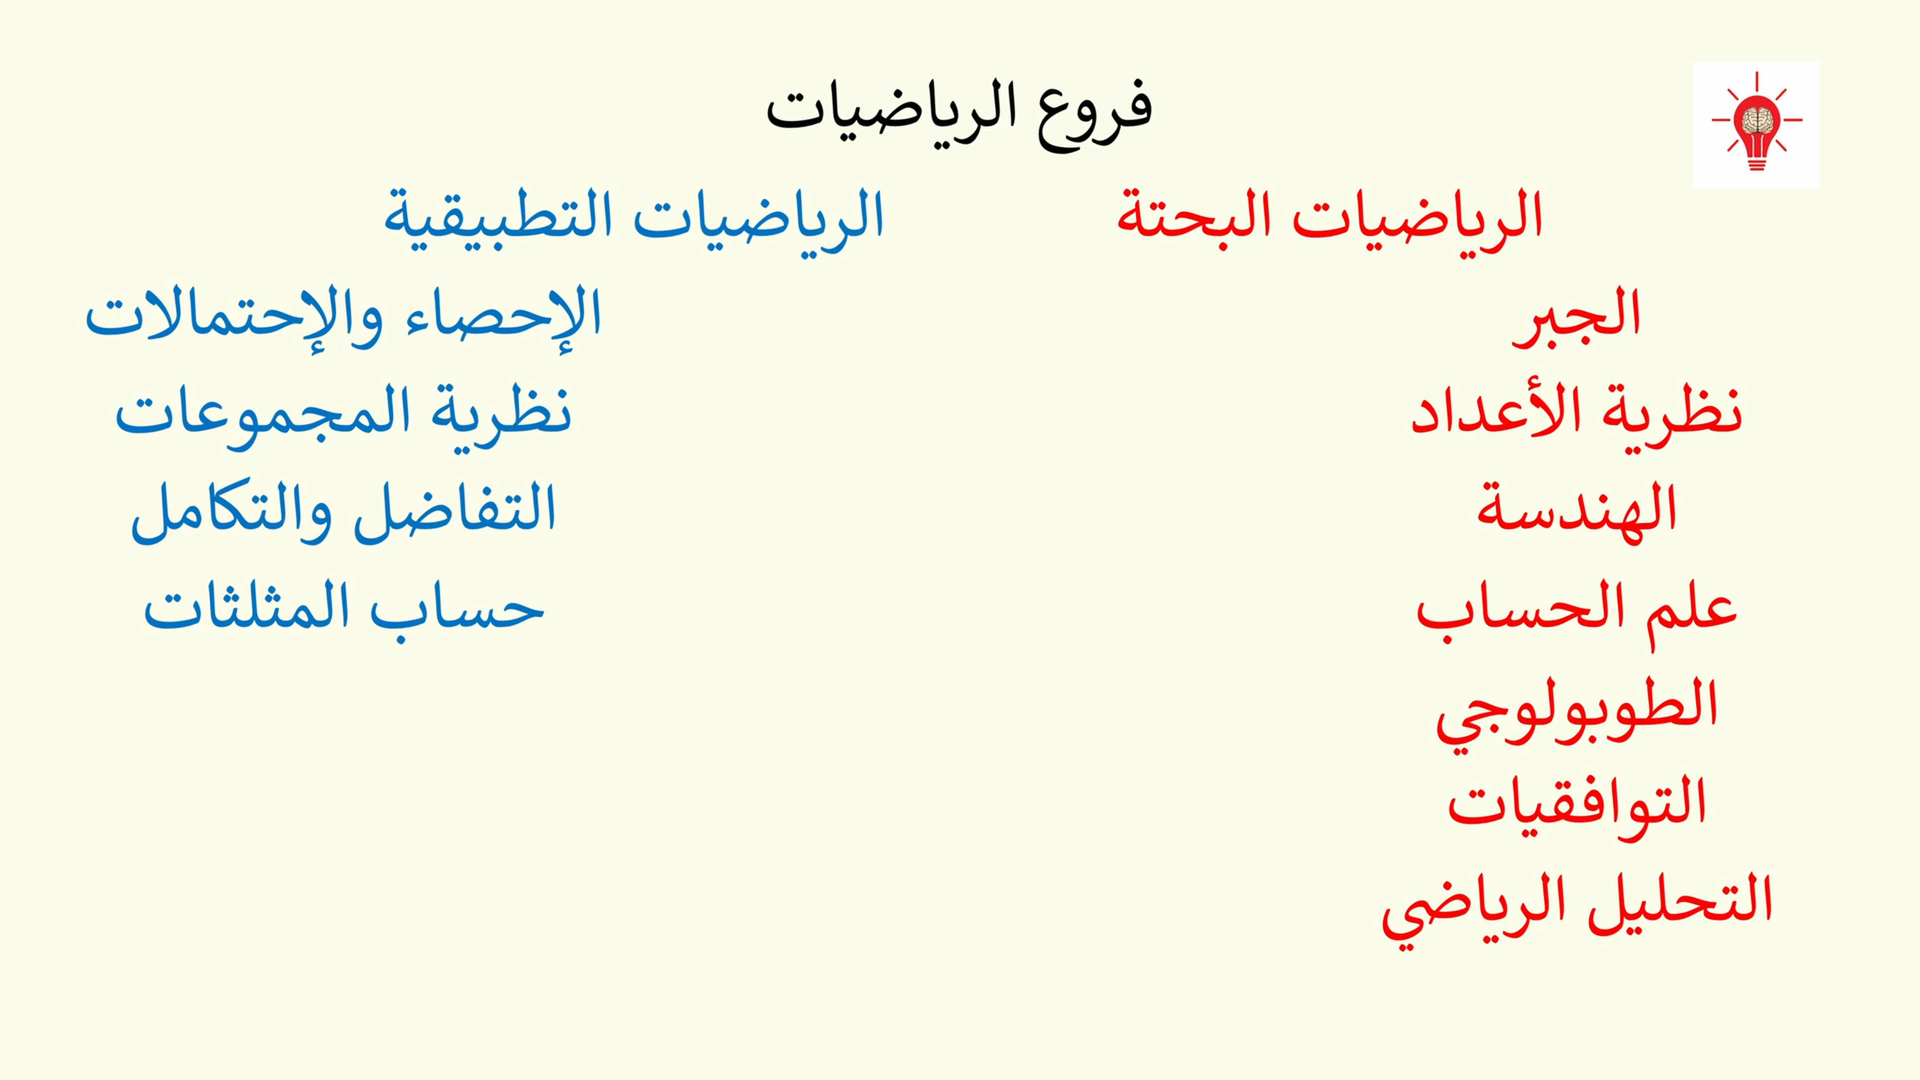 فروع الرياضيات
الرياضيات البحتة
الجبر
نظرية الأعداد
الهندسة
علم الحساب
الطوبولوجي
التوافقيات
التحليل الرياضي
الرياضيات التطبيقية
الإحصاء والإحتمالات
نظرية المجموعات
التفاضل والتكامل
حساب المثلثات